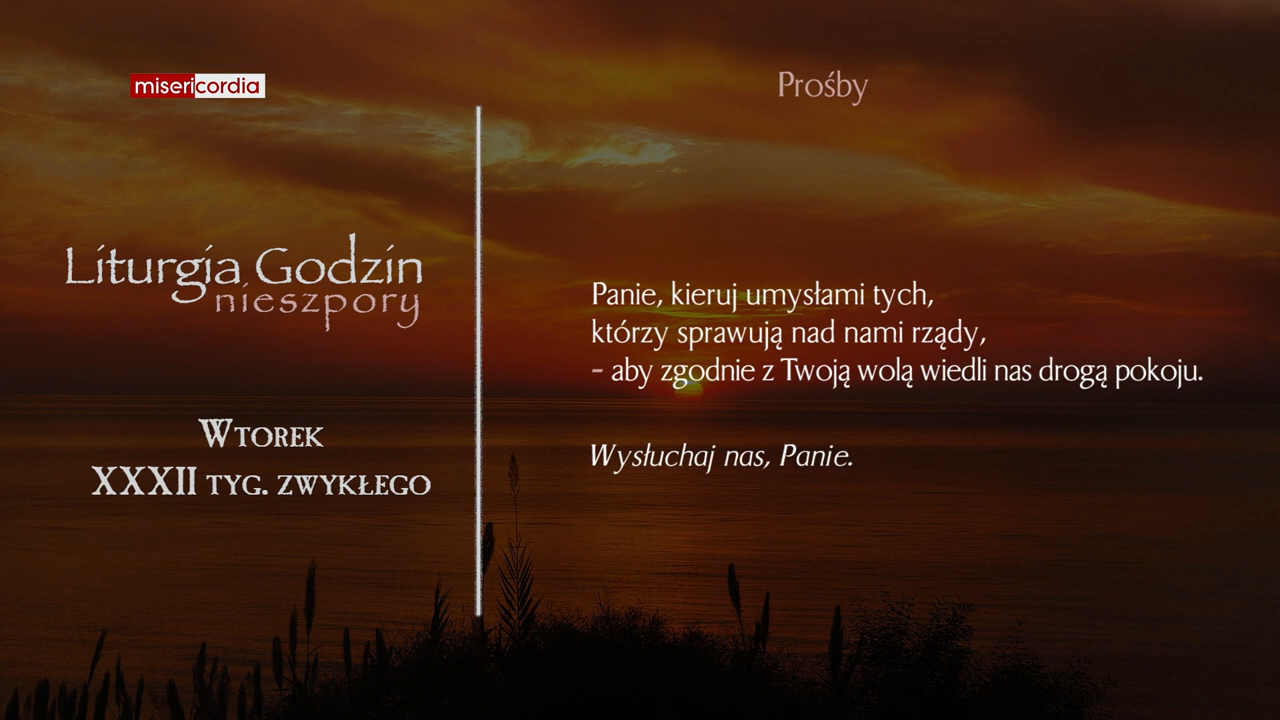 misericordia
Liturgia Godzin
nieszpory
Wtorek
XXXII tyg. zwykłego
Prośby
Panie, kieruj umysłami tych,
którzy sprawują nad nami rządy,
- aby zgodnie z Twoją wolą wiedli nas drogą pokoju.
Wysłuchaj nas, Panie.